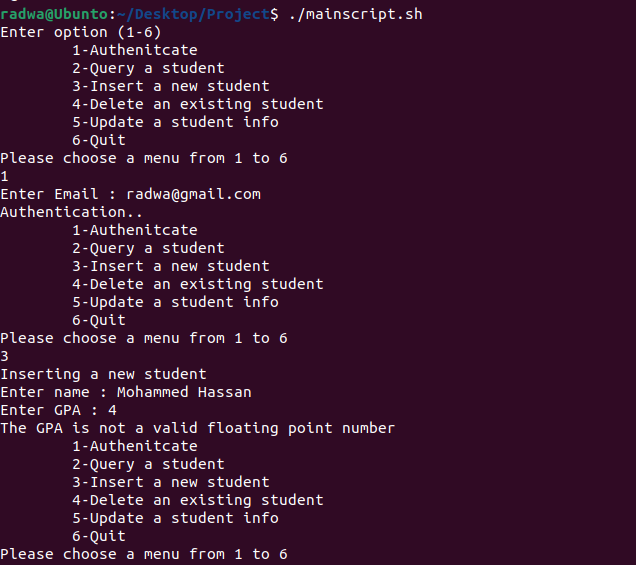 radwa@Ubunto:~/Desktop/Project$ ./mainscript.sh
Enter option (1-6)
1-Authenitcate
2-Query a student
3-Insert a new student
4-Delete an existing student
5-Update a student info
6-Quit
Please choose a menu from 1 to 6
1
Enter Email : radwa@gmail.com
Authentication..
1-Authenitcate
2-Query a student
3-Insert a new student
4-Delete an existing student
5-Update a student info
6-Quit
Please choose a menu from 1 to 6
3
Inserting a new student
Enter name : Mohammed Hassan
Enter GPA : 4
The GPA is not a valid floating point number
1-Authenitcate
2-Query a student
3-Insert a new student
4-Delete an existing student
5-Update a student info
6-Quit
Please choose a menu from 1 to 6